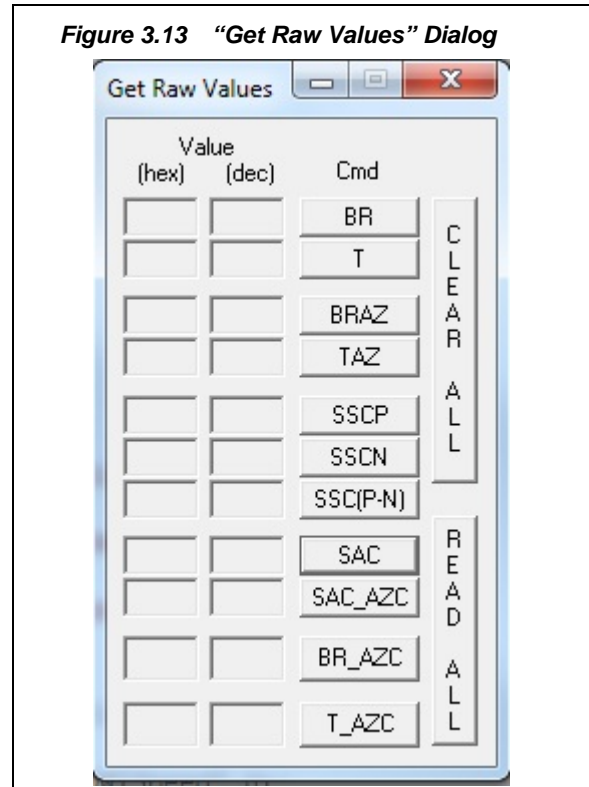 Figure 3.13 “Get Raw Values” Dialog
Get Raw Values
Value
(hex) (dec) Cmd
BR
T
BRAZ
TAZ
SSCP
SSCN
SSC(P-N)
SAC
SAC_AZC
BR_AZC
T_AZC
CLEAR ALL
READ ALL